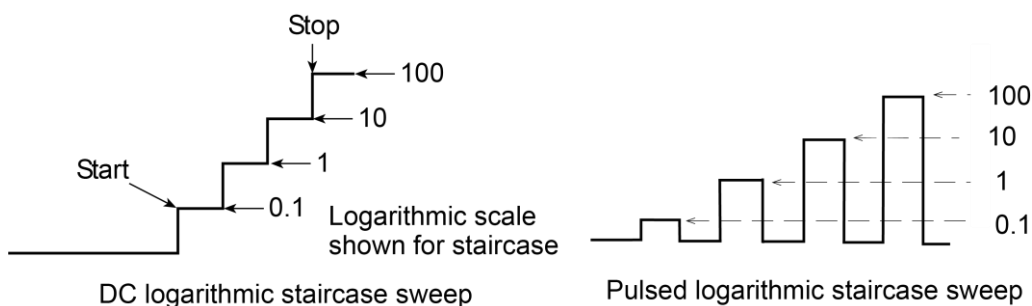 Stop
100
10
1
Start
0.1
Logarithmic scale
shown for staircase
DC logarithmic staircase sweep
100
10
1
0.1
Pulsed logarithmic staircase sweep